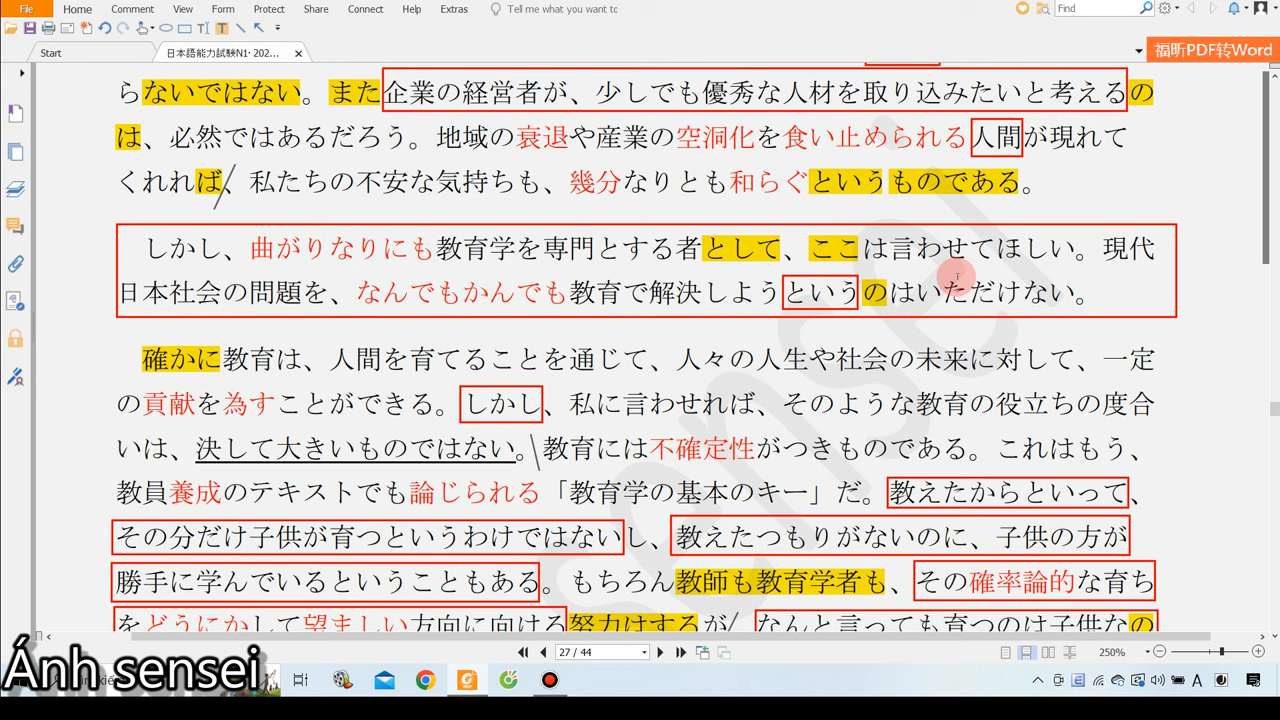 File Home Comment View Form Protect Share Connect Help Extras Tell me what you want to Find
Start 日本語能力試験N1· 202... 福昕PDF转Word
らないではない。また企業の経営者が、少しでも優秀な人材を取り込みたいと考えるの
は、必然ではあるだろう。地域の衰退や産業の空洞化を食い止められる人間が現れて
くれれば、私たちの不安な気持ちも、幾分なりとも和らぐというものである。
しかし、曲がりなりにも教育学を専門とする者として、ここは言わせてほしい。現代
日本社会の問題を、なんでもかんでも教育で解決しようというのはいただけない。
確かに教育は、人間を育てることを通じて、人々の人生や社会の未来に対して、一定
の貢献を為すことができる。しかし、私に言わせれば、そのような教育の役立ちの度合
いは、決して大きいものではない。教育には不確定性がつきものである。これはもう、
教員養成のテキストでも論じられる「教育学の基本のキー」だ。教えたからといって、
その分だけ子供が育つというわけではないし、教えたつもりがないのに、子供の方が
勝手に学んでいるということもある。もちろん教師も教育学者も、その確率論的な育ち
をどうにかして望ましい方向に向ける努力はするが、なんと言っても育つのは子供なの
sensei
27 / 44 250%
Ánh sensei